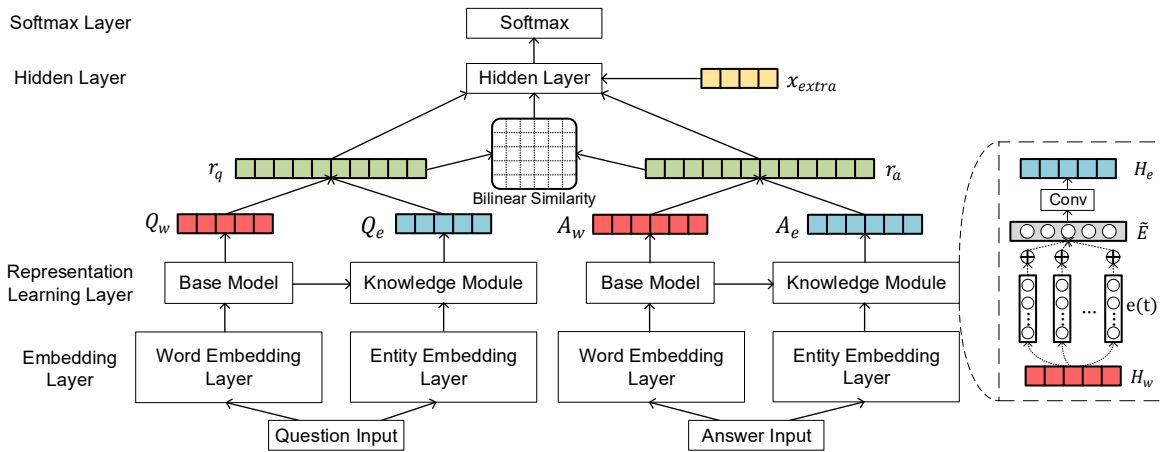 Softmax Layer
Softmax
Hidden Layer
Hidden Layer
x_extra
r_q
Bilinear Similarity
r_a
Q_w
Q_e
A_w
A_e
Representation
Learning Layer
Base Model
Knowledge Module
Base Model
Knowledge Module
Embedding
Layer
Word Embedding
Layer
Entity Embedding
Layer
Word Embedding
Layer
Entity Embedding
Layer
Question Input
Answer Input
H_e
Conv
Ẽ
e(t)
...
H_w